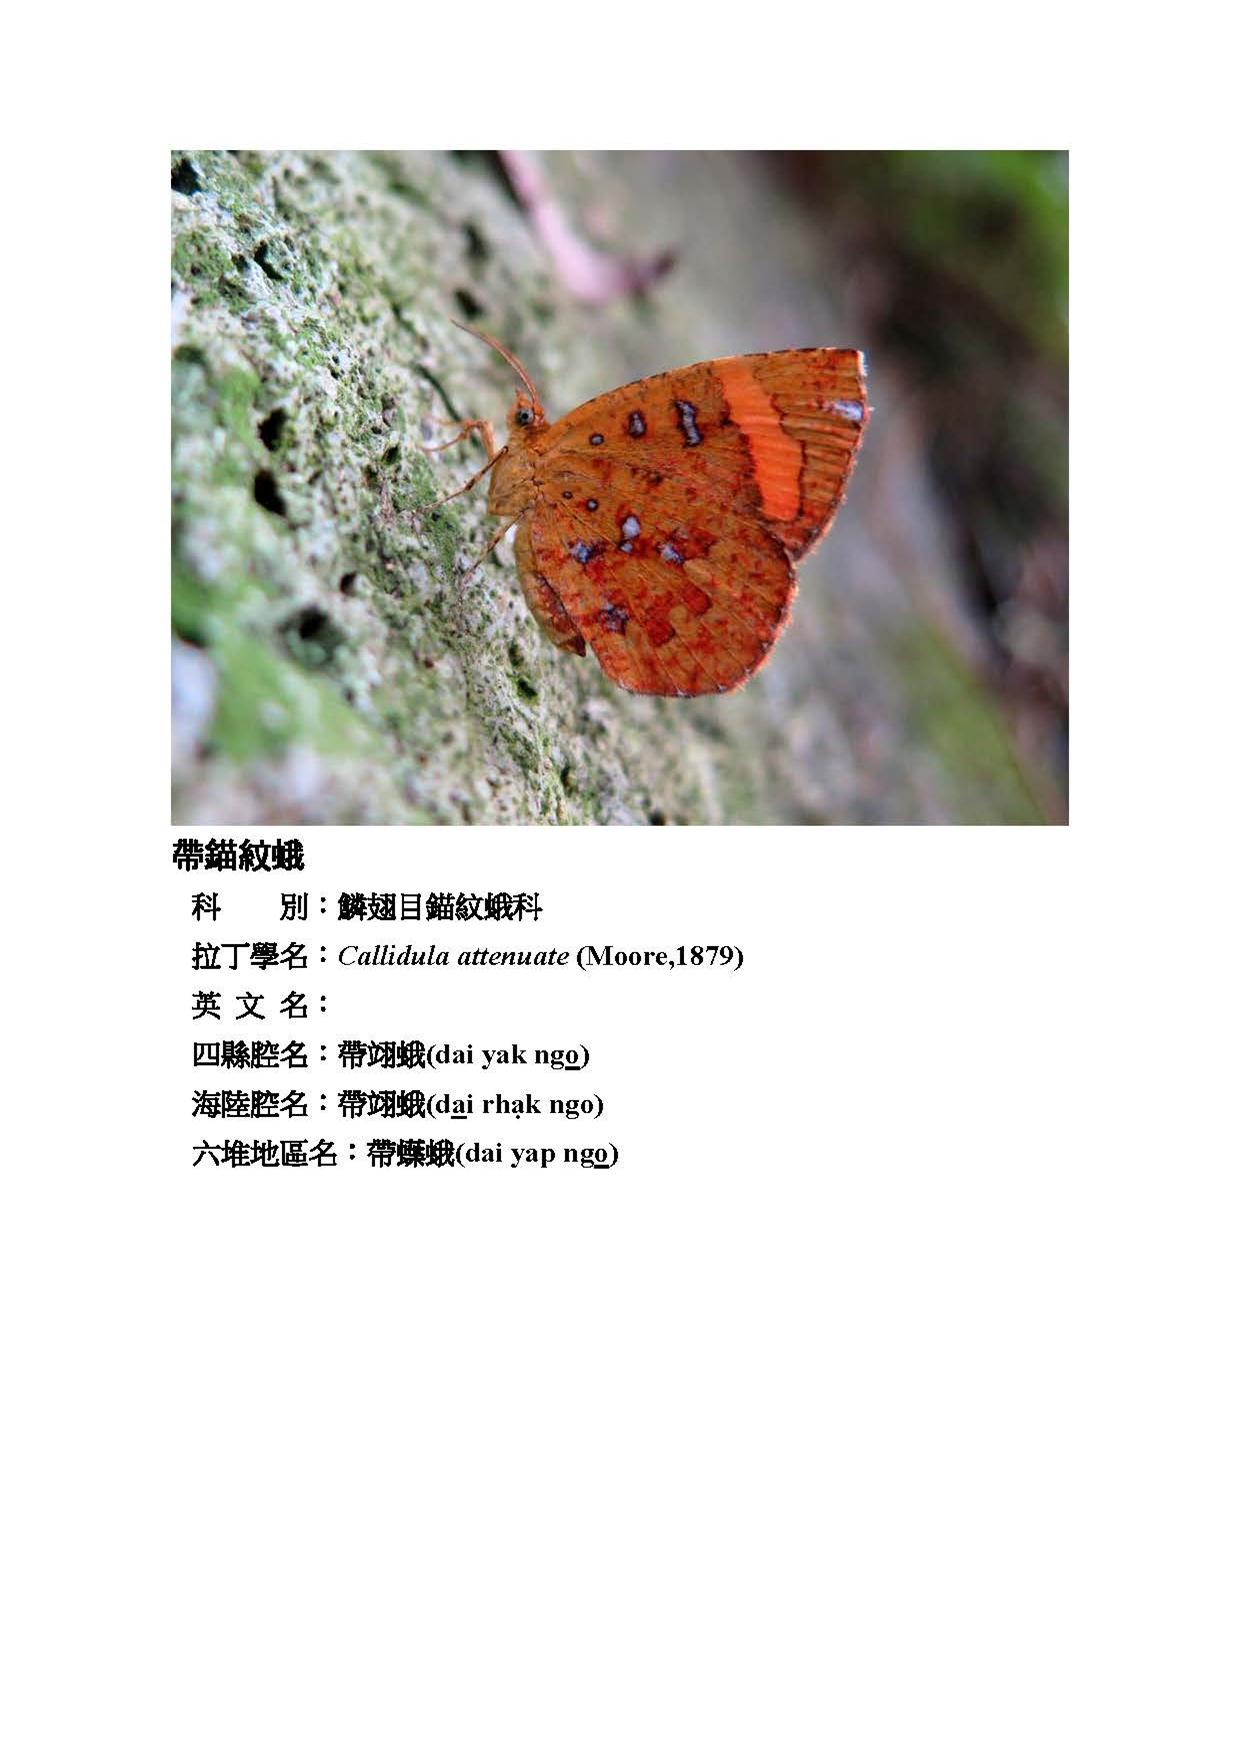 帶錨紋蛾
科　　別：鱗翅目錨紋蛾科
拉丁學名：Callidula attenuate (Moore,1879)
英 文 名：
四縣腔名：帶翊蛾(dai yak ngo̲)
海陸腔名：帶翊蛾(da̲i rhạk ngo)
六堆地區名：帶蠂蛾(dai yap ngo̲)